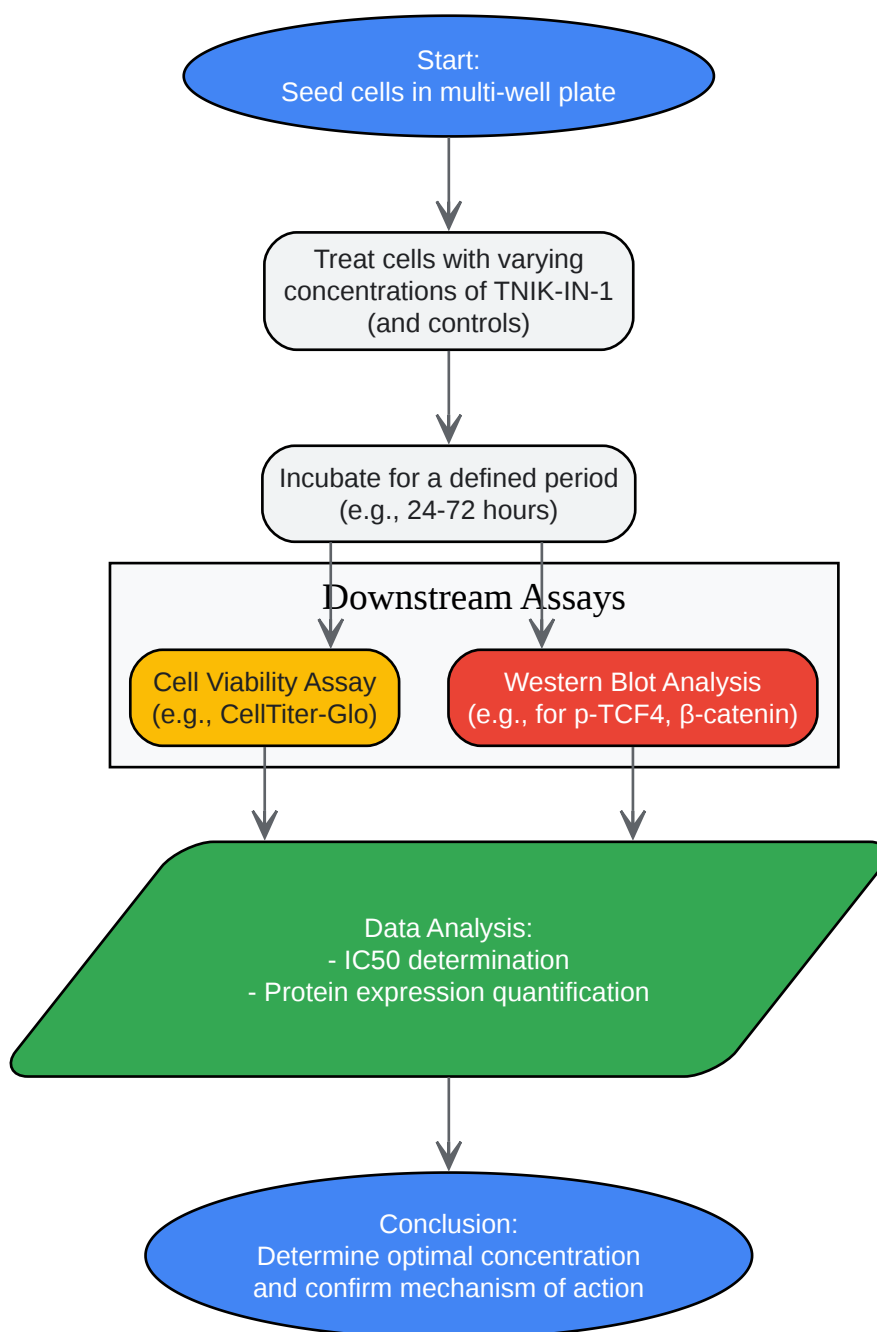 Start:
Seed cells in multi-well plate
Treat cells with varying
concentrations of TNIK-IN-1
(and controls)
Incubate for a defined period
(e.g., 24-72 hours)
Downstream Assays
Cell Viability Assay
(e.g., CellTiter-Glo)
Western Blot Analysis
(e.g., for p-TCF4, β-catenin)
Data Analysis:
- IC50 determination
- Protein expression quantification
Conclusion:
Determine optimal concentration
and confirm mechanism of action